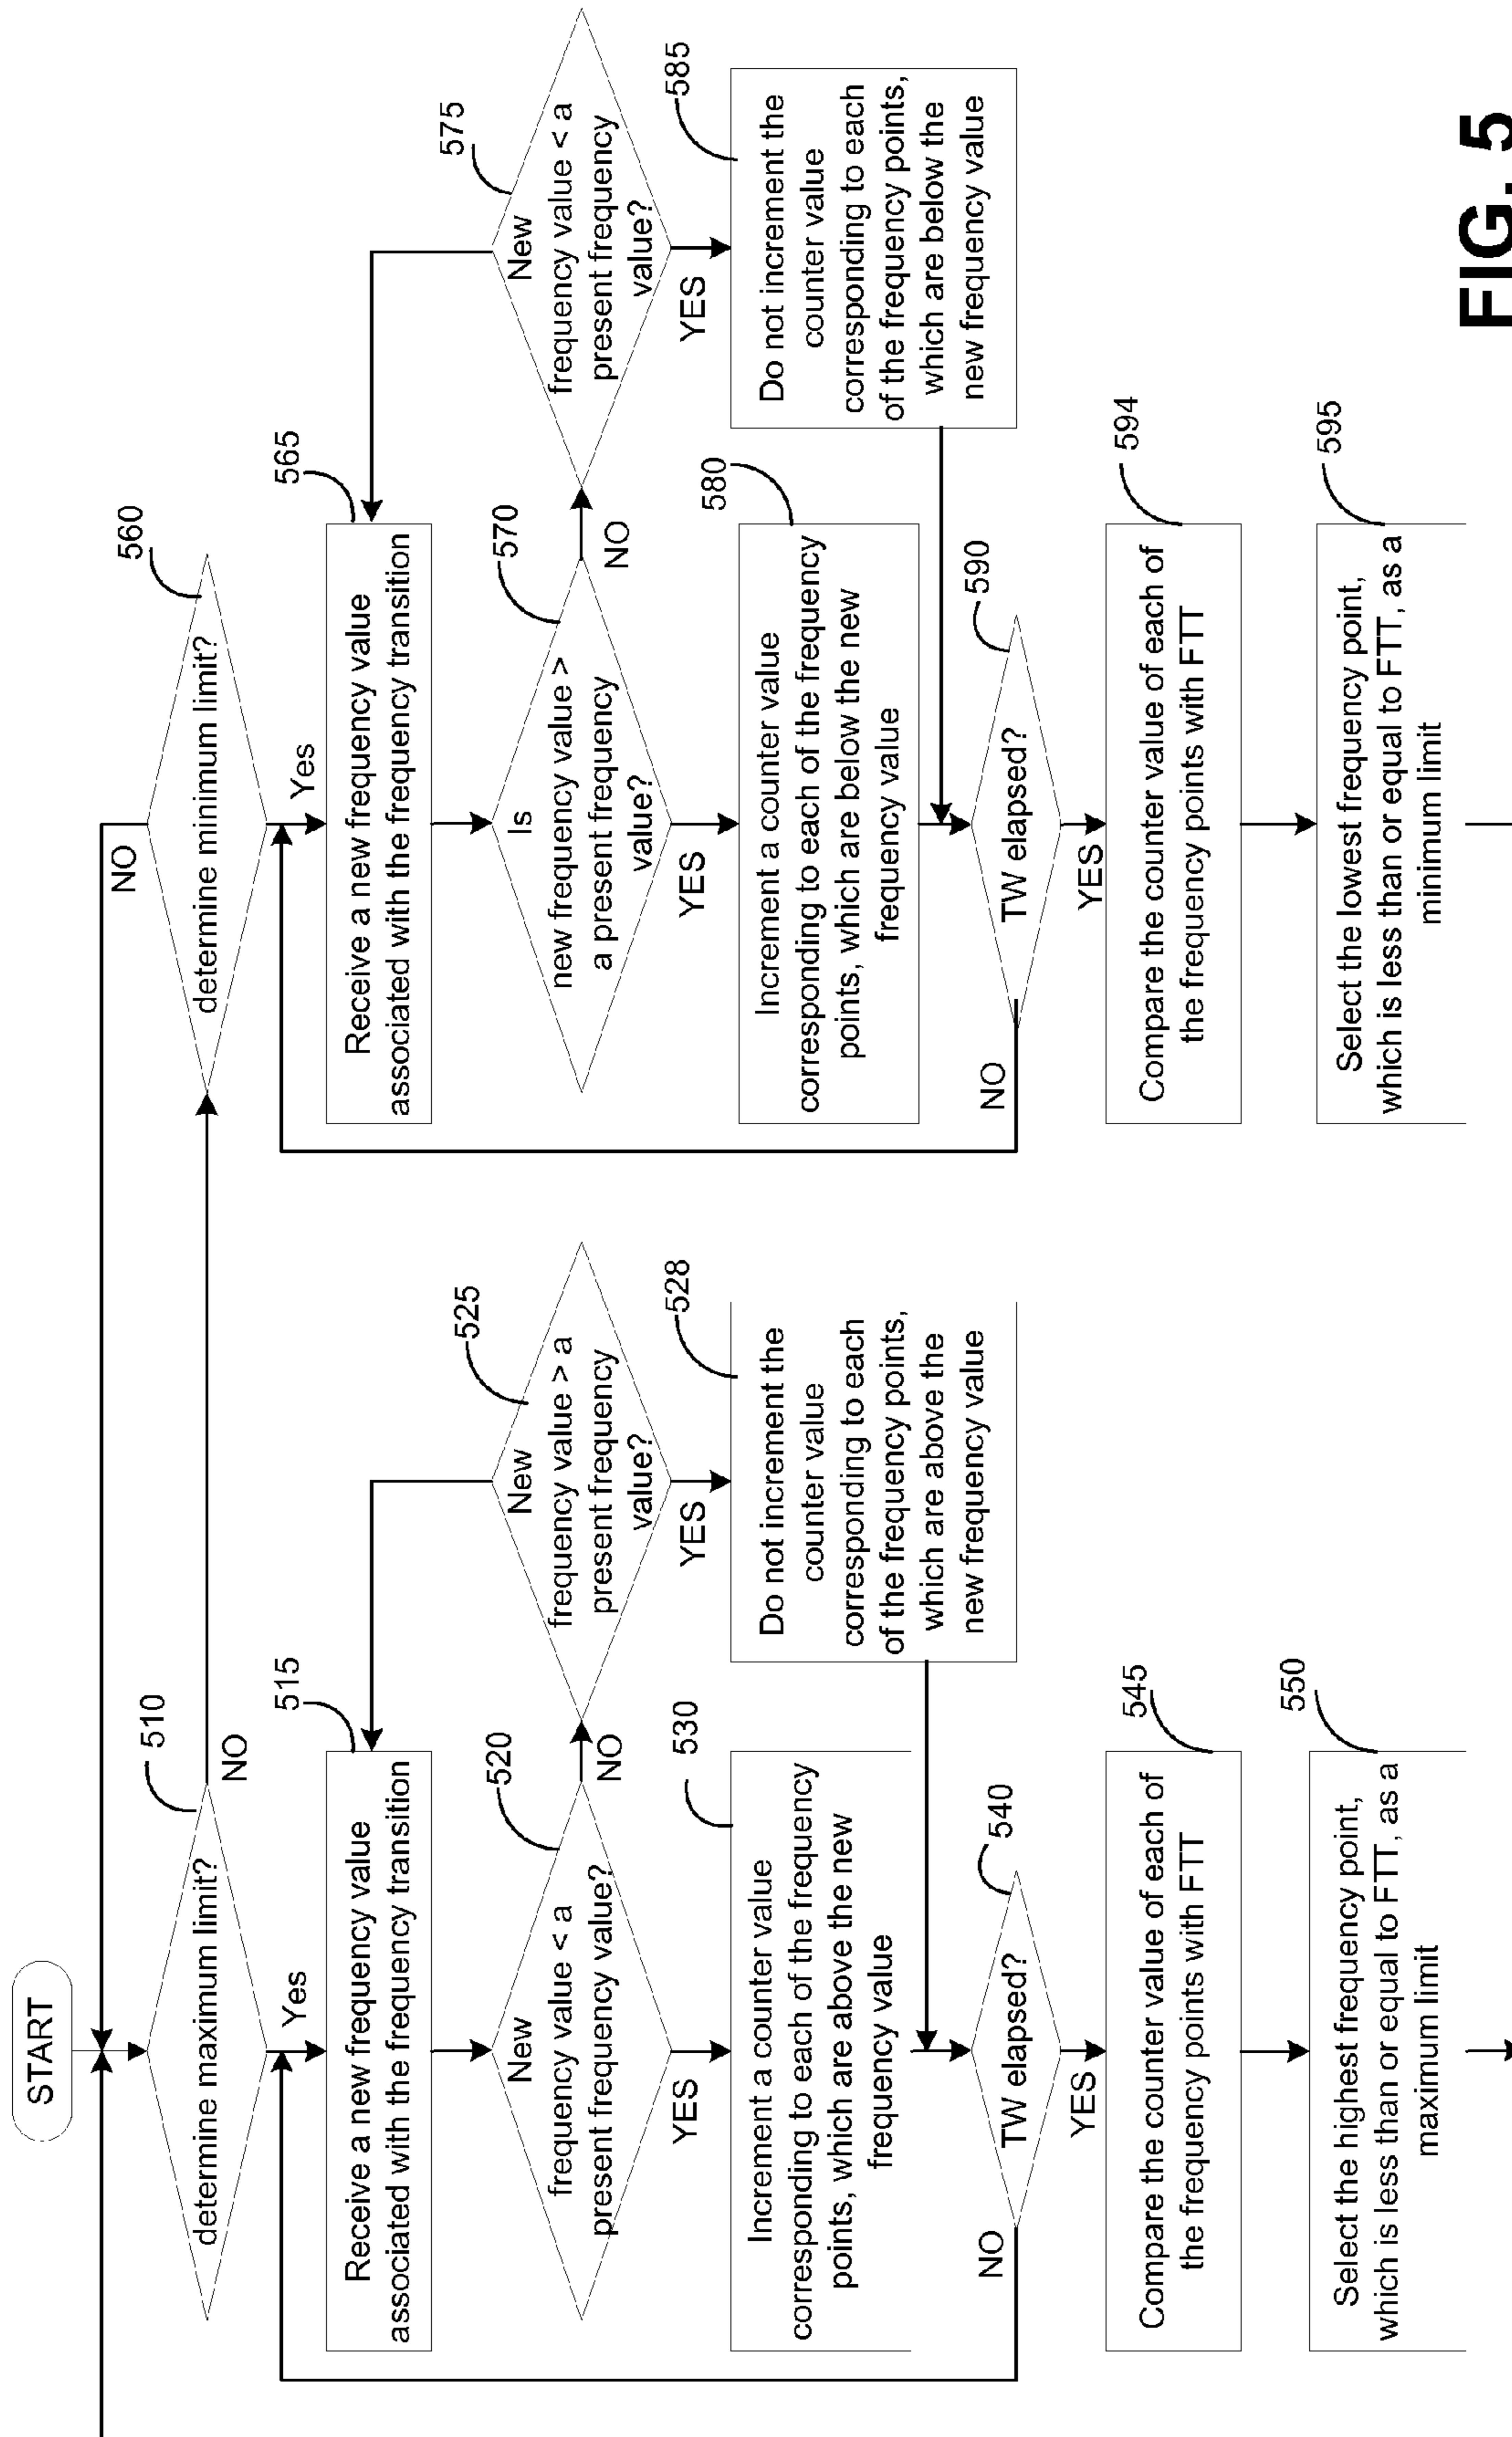 START
510
determine maximum limit?
NO
Yes
515
Receive a new frequency value
associated with the frequency transition
520
New
frequency value < a
present frequency value?
NO
YES
525
New
frequency value > a
present frequency
value?
YES
528
Do not increment the
counter value
corresponding to each
of the frequency points,
which are above the
new frequency value
530
Increment a counter value
corresponding to each of the frequency
points, which are above the new
frequency value
540
TW elapsed?
NO
YES
545
Compare the counter value of each of
the frequency points with FTT
550
Select the highest frequency point,
which is less than or equal to FTT, as a
maximum limit
560
determine minimum limit?
NO
Yes
565
Receive a new frequency value
associated with the frequency transition
570
Is
new frequency value >
a present frequency
value?
NO
YES
575
New
frequency value < a
present frequency
value?
YES
580
Increment a counter value
corresponding to each of the frequency
points, which are below the new
frequency value
585
Do not increment the
counter value
corresponding to each
of the frequency points,
which are below the
new frequency value
590
TW elapsed?
NO
YES
594
Compare the counter value of each of
the frequency points with FTT
595
Select the lowest frequency point,
which is less than or equal to FTT, as a
minimum limit
FIG. 5